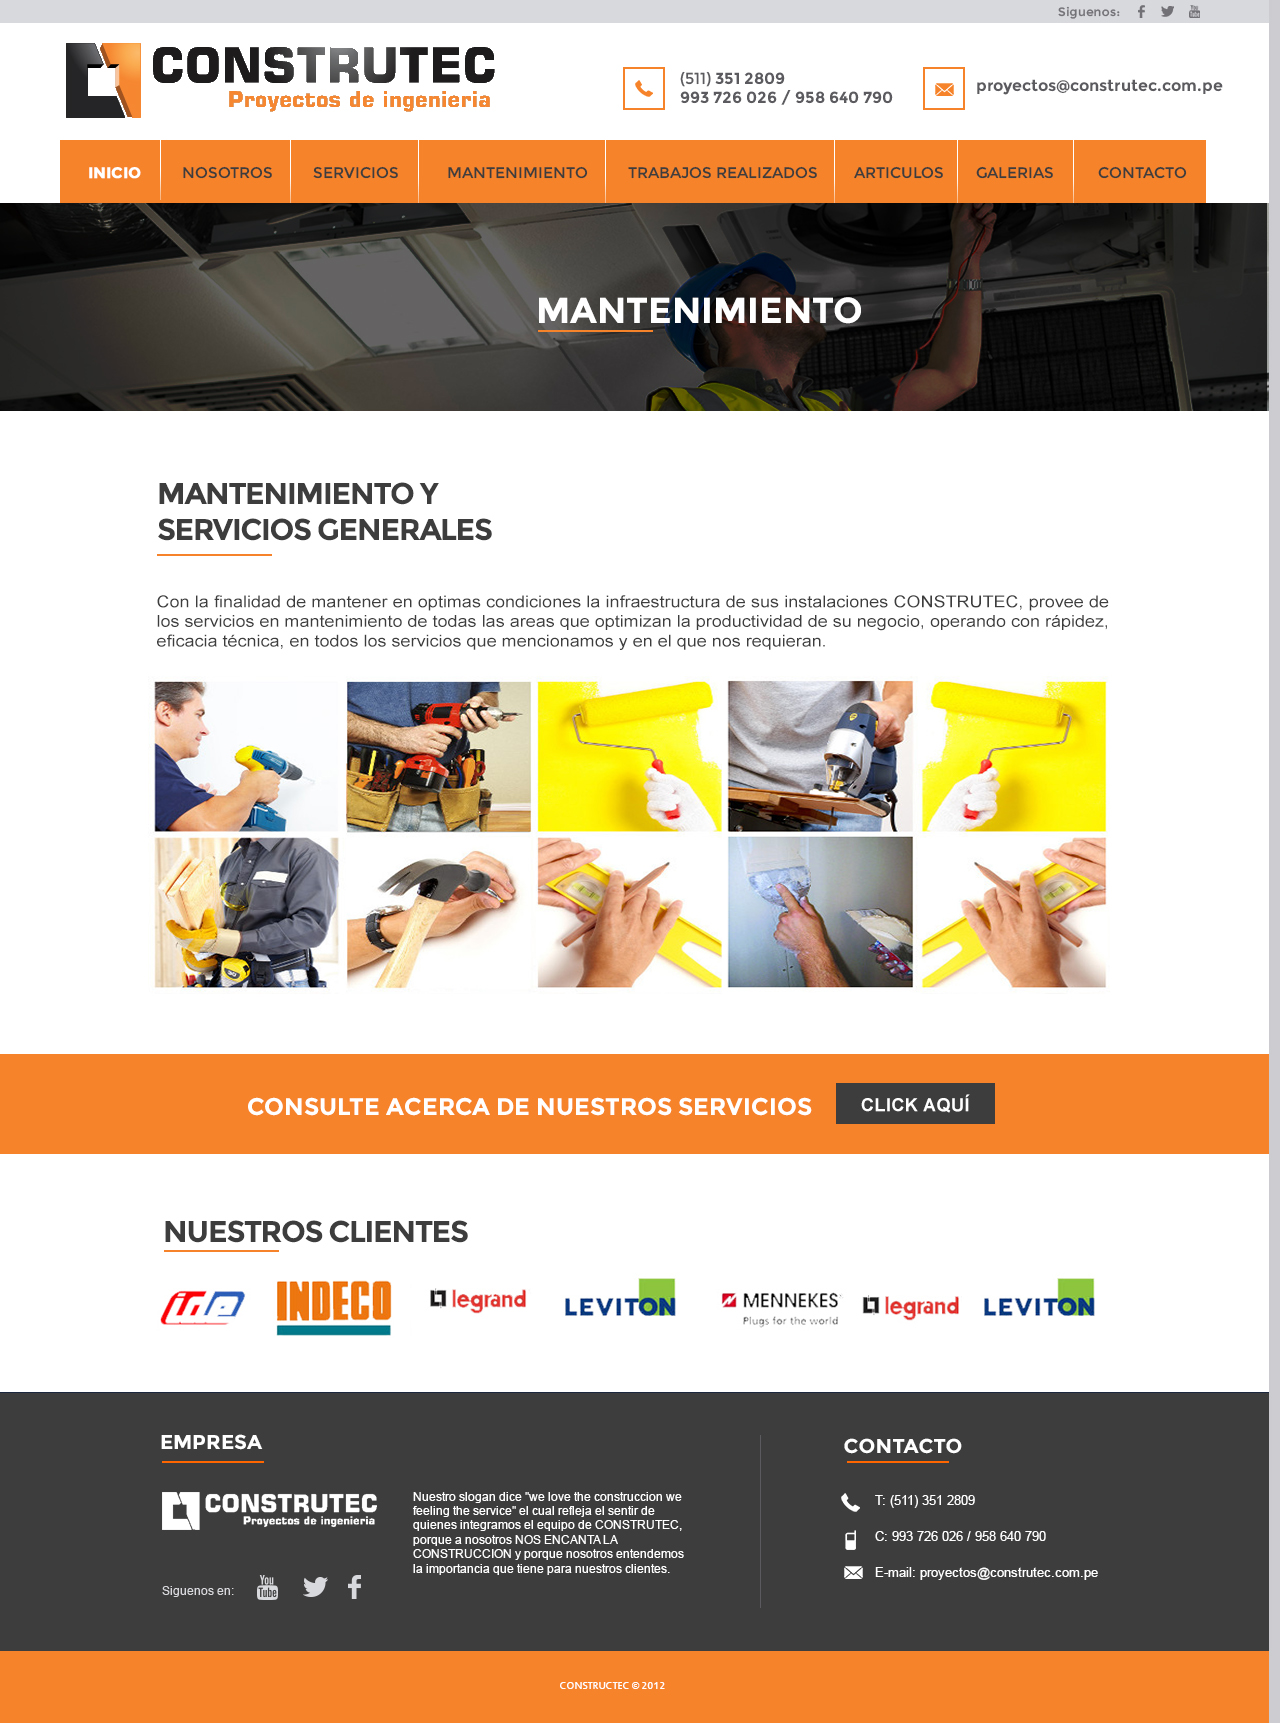 Siguenos:
CONSTRUTEC
Proyectos de ingenieria
(511) 351 2809
993 726 026 / 958 640 790
proyectos@construtec.com.pe
INICIO NOSOTROS SERVICIOS MANTENIMIENTO TRABAJOS REALIZADOS ARTICULOS GALERIAS CONTACTO
MANTENIMIENTO
MANTENIMIENTO Y
SERVICIOS GENERALES
Con la finalidad de mantener en optimas condiciones la infraestructura de sus instalaciones CONSTRUTEC, provee de
los servicios en mantenimiento de todas las areas que optimizan la productividad de su negocio, operando con rápidez,
eficacia técnica, en todos los servicios que mencionamos y en el que nos requieran.
CONSULTE ACERCA DE NUESTROS SERVICIOS
CLICK AQUÍ
NUESTROS CLIENTES
INDECO
legrand
LEVITON
MENNEKES
Plugs for the world
legrand
LEVITON
EMPRESA
CONSTRUTEC
Proyectos de ingenieria
Nuestro slogan dice "we love the construccion we
feeling the service" el cual refleja el sentir de
quienes integramos el equipo de CONSTRUTEC,
porque a nosotros NOS ENCANTA LA
CONSTRUCCION y porque nosotros entendemos
la importancia que tiene para nuestros clientes.
Siguenos en:
You
Tube
CONTACTO
T: (511) 351 2809
C: 993 726 026 / 958 640 790
E-mail: proyectos@construtec.com.pe
CONSTRUCTEC © 2012